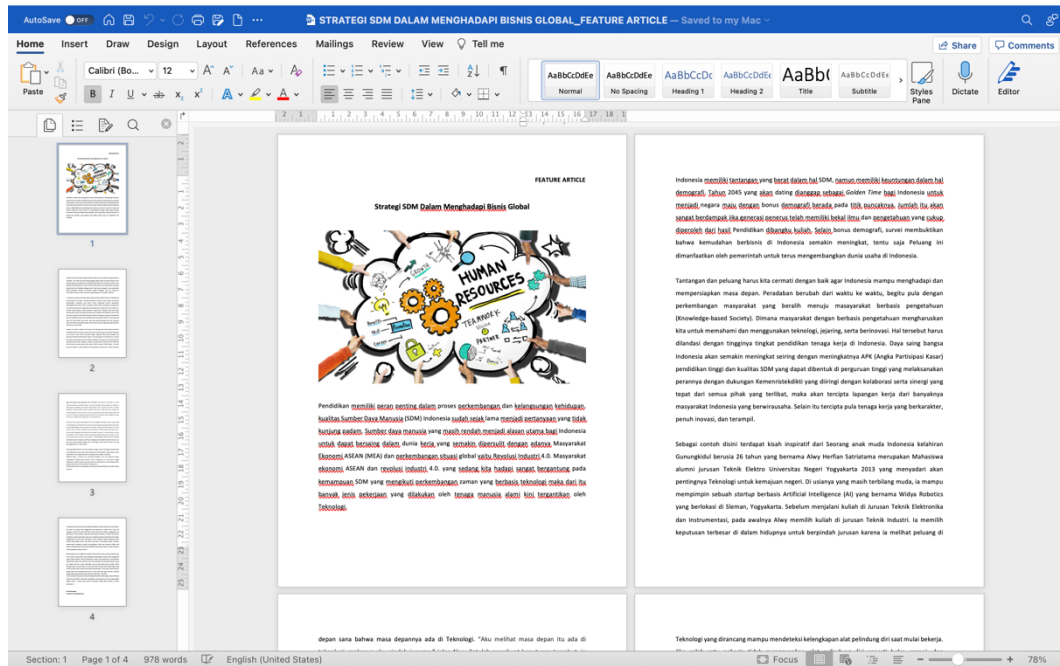 AutoSave OFF
STRATEGI SDM DALAM MENGHADAPI BISNIS GLOBAL_FEATURE ARTICLE — Saved to my Mac
Home Insert Draw Design Layout References Mailings Review View Tell me
Share Comments
Calibri (Bo... 12
Paste
AaBbCcDdEe AaBbCcDdEe AaBbCcDc AaBbCcDdEe AaBb( AaBbCcDdEe
Normal No Spacing Heading 1 Heading 2 Title Subtitle
Styles Pane Dictate Editor
1
2
3
4
FEATURE ARTICLE
Strategi SDM Dalam Menghadapi Bisnis Global
GROWTH
HUMAN
RESOURCES
TEAMWORK
PARTNER
Pendidikan memiliki peran penting dalam proses perkembangan dan kelangsungan kehidupan,
kualitas Sumber Daya Manusia (SDM) Indonesia sudah sejak lama menjadi pertanyaan yang tidak
kunjung padam. Sumber daya manusia yang masih rendah menjadi alasan utama bagi Indonesia
untuk dapat bersaing dalam dunia kerja yang semakin dipersulit dengan adanya Masyarakat
Ekonomi ASEAN (MEA) dan perkembangan situasi global yaitu Revolusi Industri 4.0. Masyarakat
ekonomi ASEAN dan revolusi industri 4.0. yang sedang kita hadapi sangat bergantung pada
kemampuan SDM yang mengikuti perkembangan zaman yang berbasis teknologi maka dari itu
banyak jenis pekerjaan yang dilakukan oleh tenaga manusia alami kini tergantikan oleh
Teknologi.
Indonesia memiliki tantangan yang berat dalam hal SDM, namun memiliki keuntungan dalam hal
demografi. Tahun 2045 yang akan dating dianggap sebagai Golden Time bagi Indonesia untuk
menjadi negara maju dengan bonus demografi berada pada titik puncaknya. Jumlah itu akan
sangat berdampak jika generasi penerus telah memiliki bekal ilmu dan pengetahuan yang cukup
diperoleh dari hasil Pendidikan dibangku kuliah. Selain bonus demografi, survei membuktikan
bahwa kemudahan berbisnis di Indonesia semakin meningkat, tentu saja Peluang ini
dimanfaatkan oleh pemerintah untuk terus mengembangkan dunia usaha di Indonesia.
Tantangan dan peluang harus kita cermati dengan baik agar Indonesia mampu menghadapi dan
mempersiapkan masa depan. Peradaban berubah dari waktu ke waktu, begitu pula dengan
perkembangan masyarakat yang beralih menuju masayarakat berbasis pengetahuan
(Knowledge-based Society). Dimana masyarakat dengan berbasis pengetahuan mengharuskan
kita untuk memahami dan menggunakan teknologi, jejaring, serta berinovasi. Hal tersebut harus
dilandasi dengan tingginya tingkat pendidikan tenaga kerja di Indonesia. Daya saing bangsa
Indonesia akan semakin meningkat seiring dengan meningkatnya APK (Angka Partisipasi Kasar)
pendidikan tinggi dan kualitas SDM yang dapat dibentuk di perguruan tinggi yang melaksanakan
perannya dengan dukungan Kemenristekdikti yang diringi dengan kolaborasi serta sinergi yang
tepat dari semua pihak yang terlibat, maka akan tercipta lapangan kerja dari banyaknya
masyarakat Indonesia yang berwirausaha. Selain itu tercipta pula tenaga kerja yang berkarakter,
penuh inovasi, dan terampil.
Sebagai contoh disini terdapat kisah inspiratif dari Seorang anak muda Indonesia kelahiran
Gunungkidul berusia 26 tahun yang bernama Alwy Herfian Satriatama merupakan Mahasiswa
alumni jurusan Teknik Elektro Universitas Negeri Yogyakarta 2013 yang menyadari akan
pentingnya Teknologi untuk kemajuan negeri. Di usianya yang masih terbilang muda, ia mampu
mempimpin sebuah startup berbasis Artificial Intelligence (AI) yang bernama Widya Robotics
yang berlokasi di Sleman, Yogyakarta. Sebelum menjalani kuliah di Jurusan Teknik Elektronika
dan Instrumentasi, pada awalnya Alwy memilih kuliah di jurusan Teknik Industri. Ia memilih
keputusan terbesar di dalam hidupnya untuk berpindah jurusan karena ia melihat peluang di
depan sana bahwa masa depannya ada di Teknologi. "Aku melihat masa depan itu ada di
Teknologi yang dirancang mampu mendeteksi kelengkapan alat pelindung diri saat mulai bekerja.
Section: 1 Page 1 of 4 978 words English (United States) Focus 78%